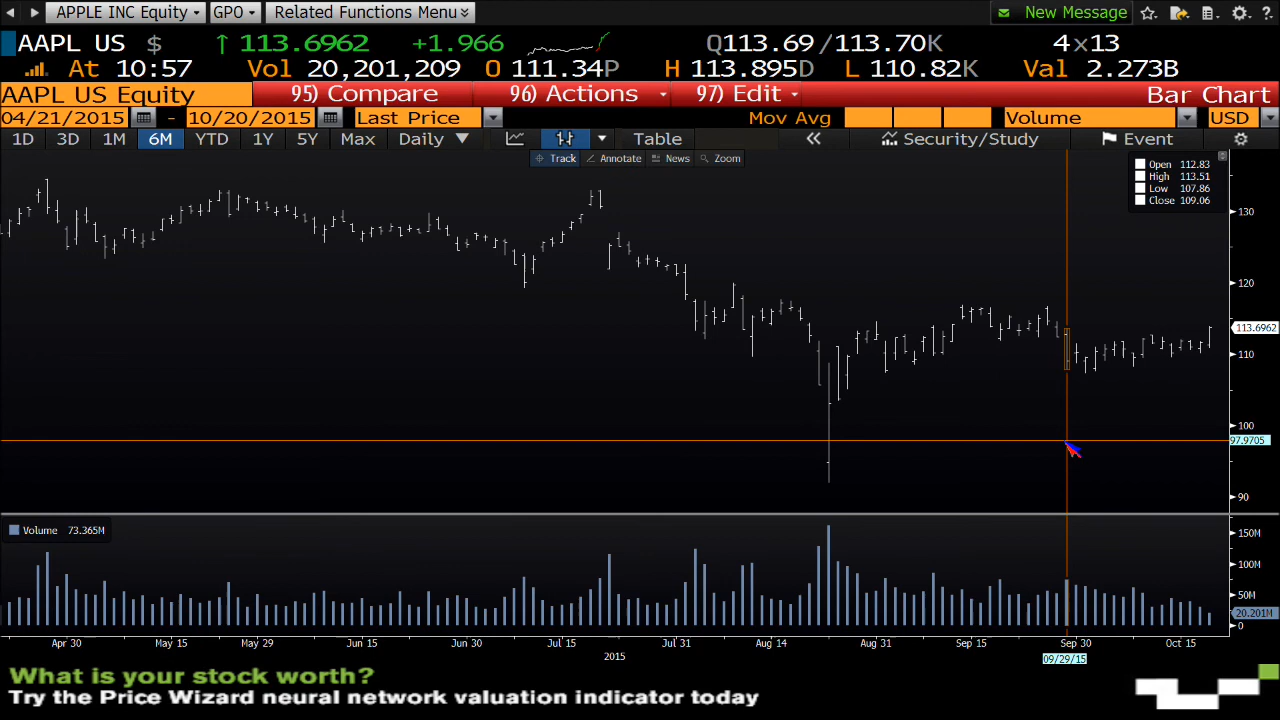 APPLE INC Equity GPO Related Functions Menu New Message ?
AAPL US $ ↑ 113.6962 +1.966 Q113.69/113.70K 4×13
At 10:57 Vol 20,201,209 O 111.34P H 113.895D L 110.82K Val 2.273B
AAPL US Equity 95) Compare 96) Actions 97) Edit Bar Chart
04/21/2015 - 10/20/2015 Last Price Mov Avg Volume USD
1D 3D 1M 6M YTD 1Y 5Y Max Daily ▼ Table « Security/Study Event
Track Annotate News Zoom
Open 112.83
High 113.51
Low 107.86
Close 109.06
130
120
113.6962
110
100
97.9705
90
Volume 73.365M
150M
100M
50M
20.201M
0
Apr 30 May 15 May 29 Jun 15 Jun 30 Jul 15 Jul 31 Aug 14 Aug 31 Sep 15 Sep 30 Oct 15
2015 09/29/15
What is your stock worth?
Try the Price Wizard neural network valuation indicator today